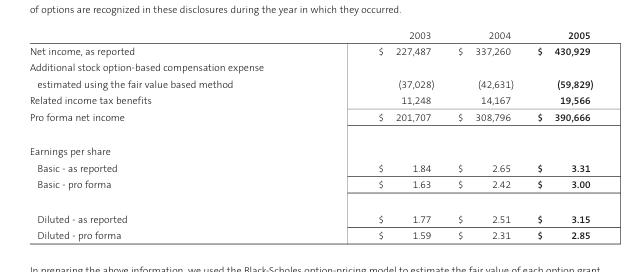 of options are recognized in these disclosures during the year in which they occurred.
2003 2004 2005
Net income, as reported $ 227,487 $ 337,260 $ 430,929
Additional stock option-based compensation expense
estimated using the fair value based method (37,028) (42,631) (59,829)
Related income tax benefits 11,248 14,167 19,566
Pro forma net income $ 201,707 $ 308,796 $ 390,666
Earnings per share
Basic - as reported $ 1.84 $ 2.65 $ 3.31
Basic - pro forma $ 1.63 $ 2.42 $ 3.00
Diluted - as reported $ 1.77 $ 2.51 $ 3.15
Diluted - pro forma $ 1.59 $ 2.31 $ 2.85
In preparing the above information, we used the Black-Scholes option-pricing model to estimate the fair value of each option grant